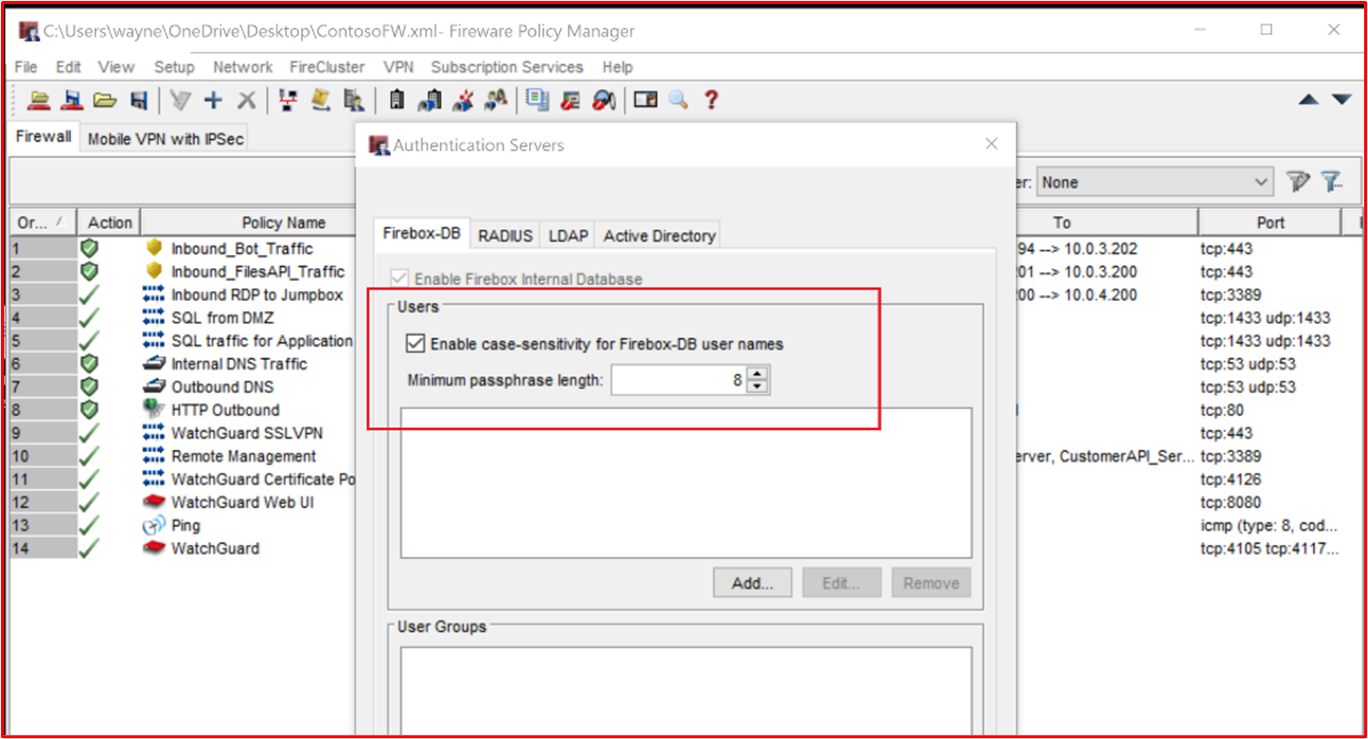 C:\Users\wayne\OneDrive\Desktop\ContosoFW.xml- Fireware Policy Manager
File Edit View Setup Network FireCluster VPN Subscription Services Help
Firewall Mobile VPN with IPSec
Authentication Servers
er: None
Or... Action Policy Name To Port
Firebox-DB RADIUS LDAP Active Directory
1 Inbound_Bot_Traffic 94 --> 10.0.3.202 tcp:443
2 Inbound_FilesAPI_Traffic 201 --> 10.0.3.200 tcp:443
3 Inbound RDP to Jumpbox 200 --> 10.0.4.200 tcp:3389
4 SQL from DMZ tcp:1433 udp:1433
5 SQL traffic for Application tcp:1433 udp:1433
6 Internal DNS Traffic tcp:53 udp:53
7 Outbound DNS tcp:53 udp:53
8 HTTP Outbound tcp:80
9 WatchGuard SSLVPN tcp:443
10 Remote Management erver, CustomerAPI_Ser... tcp:3389
11 WatchGuard Certificate Po tcp:4126
12 WatchGuard Web UI tcp:8080
13 Ping icmp (type: 8, cod...
14 WatchGuard tcp:4105 tcp:4117...
Enable Firebox Internal Database
Users
Enable case-sensitivity for Firebox-DB user names
Minimum passphrase length: 8
Add... Edit... Remove
User Groups